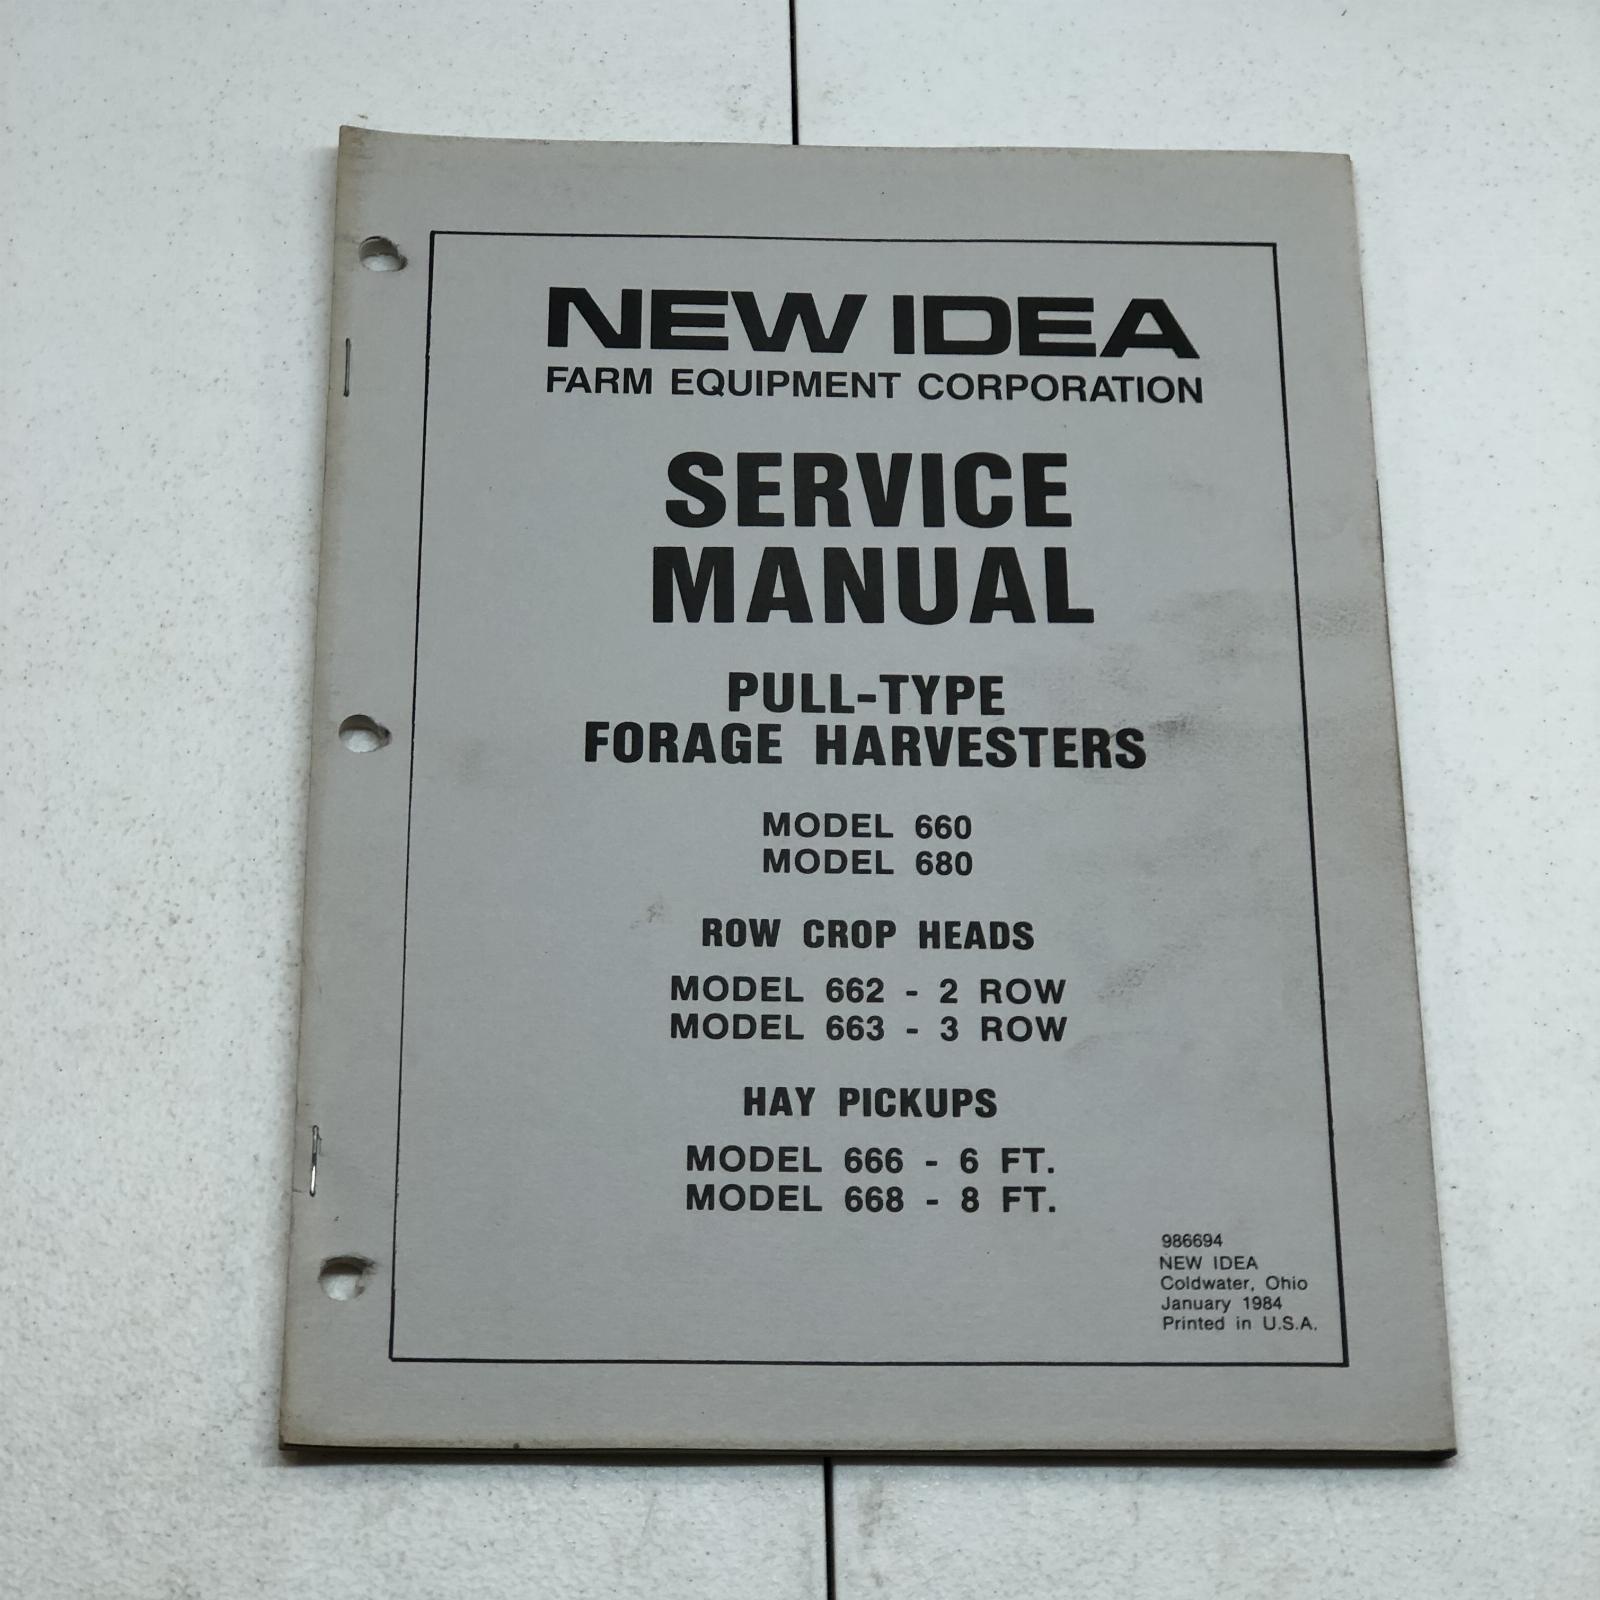 NEW IDEA
FARM EQUIPMENT CORPORATION
SERVICE
MANUAL
PULL-TYPE
FORAGE HARVESTERS
MODEL 660
MODEL 680
ROW CROP HEADS
MODEL 662 - 2 ROW
MODEL 663 - 3 ROW
HAY PICKUPS
MODEL 666 - 6 FT.
MODEL 668 - 8 FT.
986694
NEW IDEA
Coldwater, Ohio
January 1984
Printed in U.S.A.